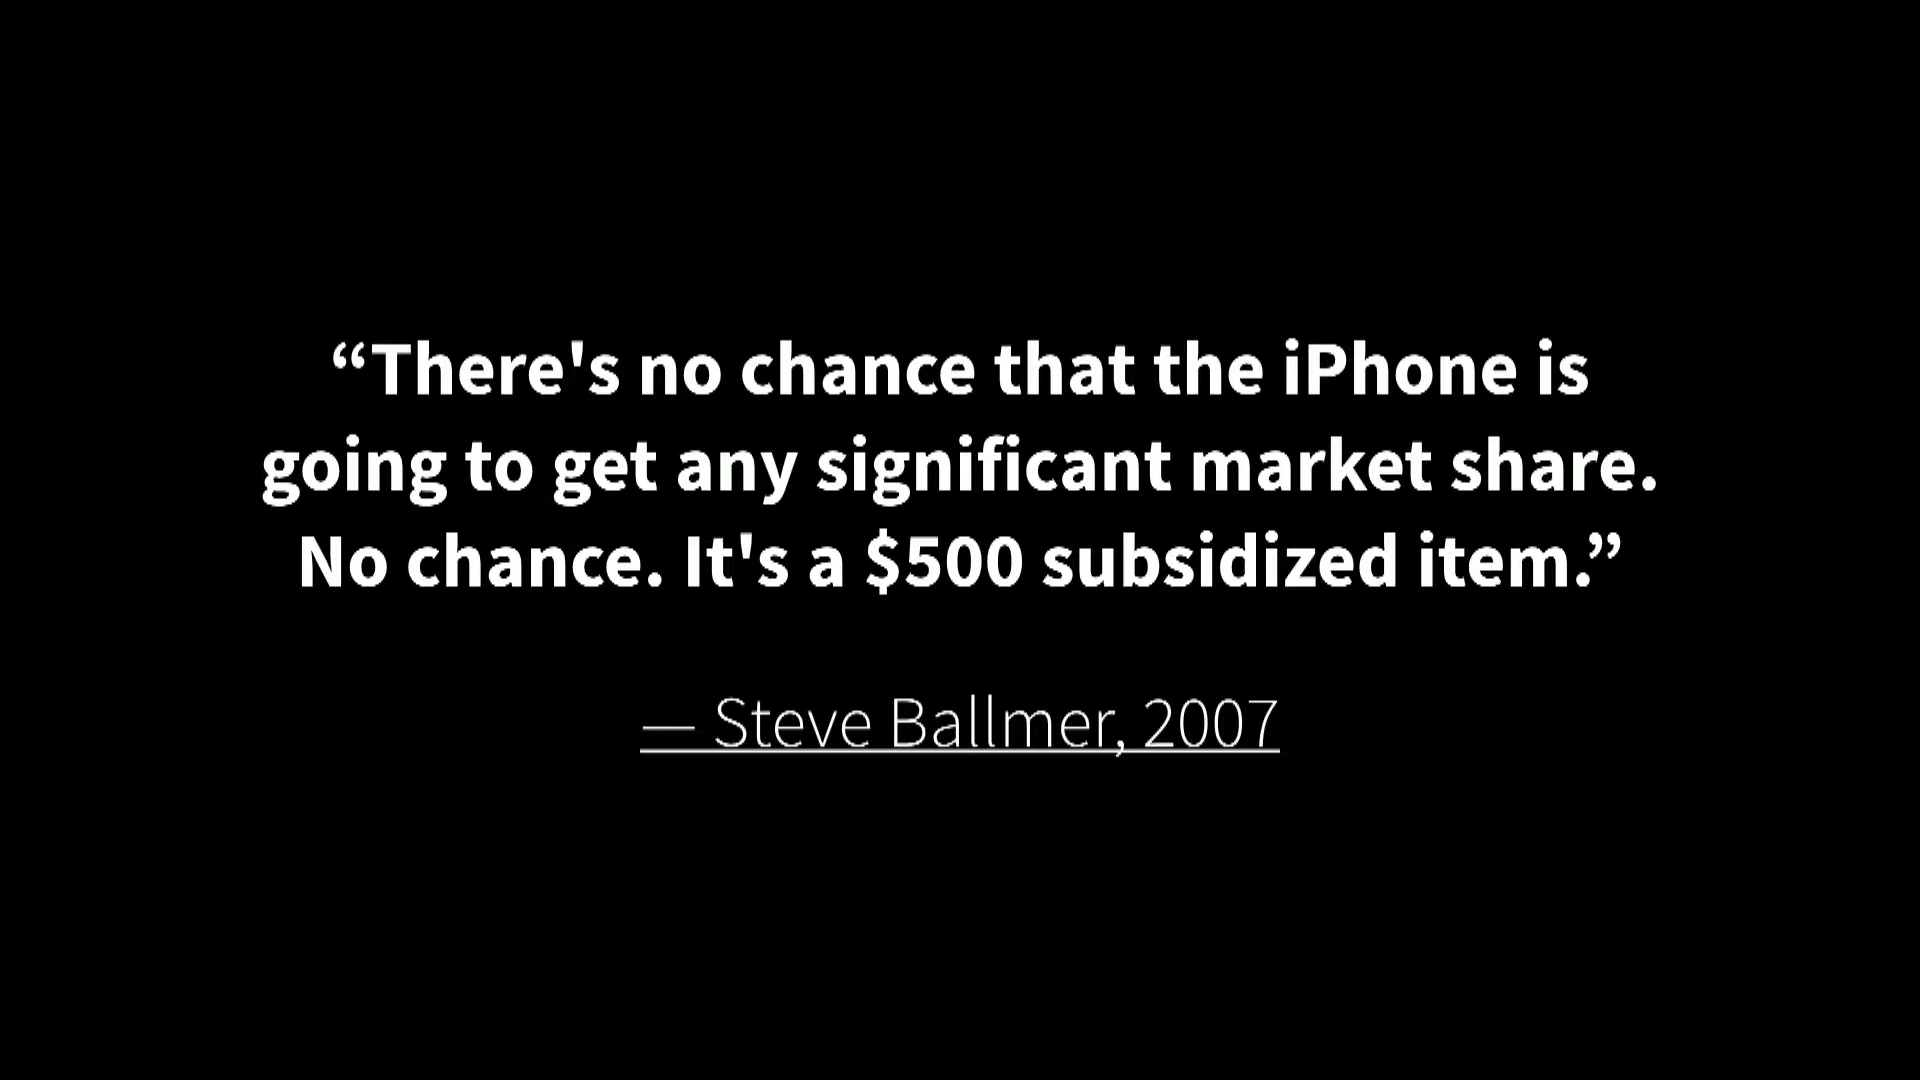 “There's no chance that the iPhone is
going to get any significant market share.
No chance. It's a $500 subsidized item.”
— Steve Ballmer, 2007